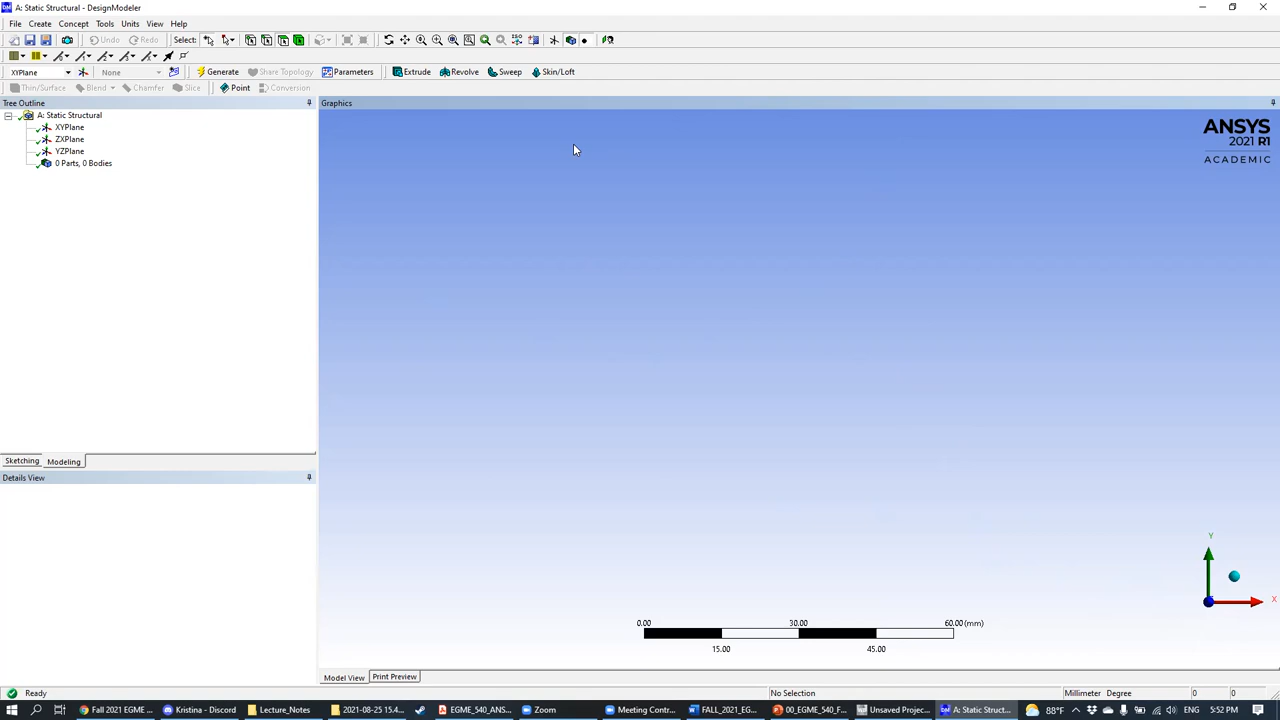 A: Static Structural - DesignModeler
File Create Concept Tools Units View Help
Undo Redo Select:
XYPlane None Generate Share Topology Parameters Extrude Revolve Sweep Skin/Loft
Thin/Surface Blend Chamfer Slice Point Conversion
Tree Outline
A: Static Structural
XYPlane
ZXPlane
YZPlane
0 Parts, 0 Bodies
Sketching Modeling
Details View
Graphics
ANSYS
2021 R1
ACADEMIC
Y
X
0.00 30.00 60.00 (mm)
15.00 45.00
Model View Print Preview
Ready No Selection Millimeter Degree 0 0
Fall 2021 EGME ... Kristina - Discord Lecture_Notes 2021-08-25 15.4... EGME_540_ANS... Zoom Meeting Contr... FALL_2021_EG... 00_EGME_540_F... Unsaved Projec... A: Static Struct... 88°F ENG 5:52 PM